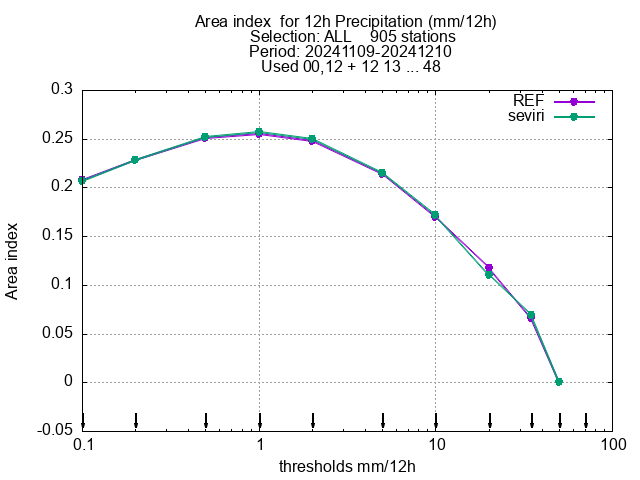 Area index  for 12h Precipitation (mm/12h)
Selection: ALL    905 stations
Period: 20241109-20241210
Used 00,12 + 12 13 ... 48
REF
seviri
0.3
0.25
0.2
0.15
0.1
0.05
0
-0.05
Area index
0.1 1 10 100
thresholds mm/12h